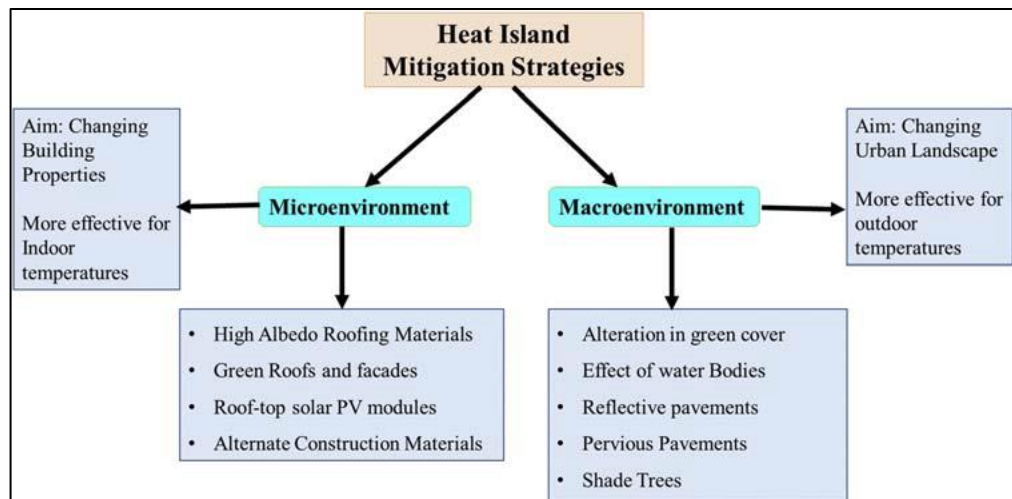 Heat Island
Mitigation Strategies
Aim: Changing
Building
Properties
More effective for
Indoor
temperatures
Microenvironment
Macroenvironment
Aim: Changing
Urban Landscape
More effective for
outdoor
temperatures
• High Albedo Roofing Materials
• Green Roofs and facades
• Roof-top solar PV modules
• Alternate Construction Materials
• Alteration in green cover
• Effect of water Bodies
• Reflective pavements
• Pervious Pavements
• Shade Trees